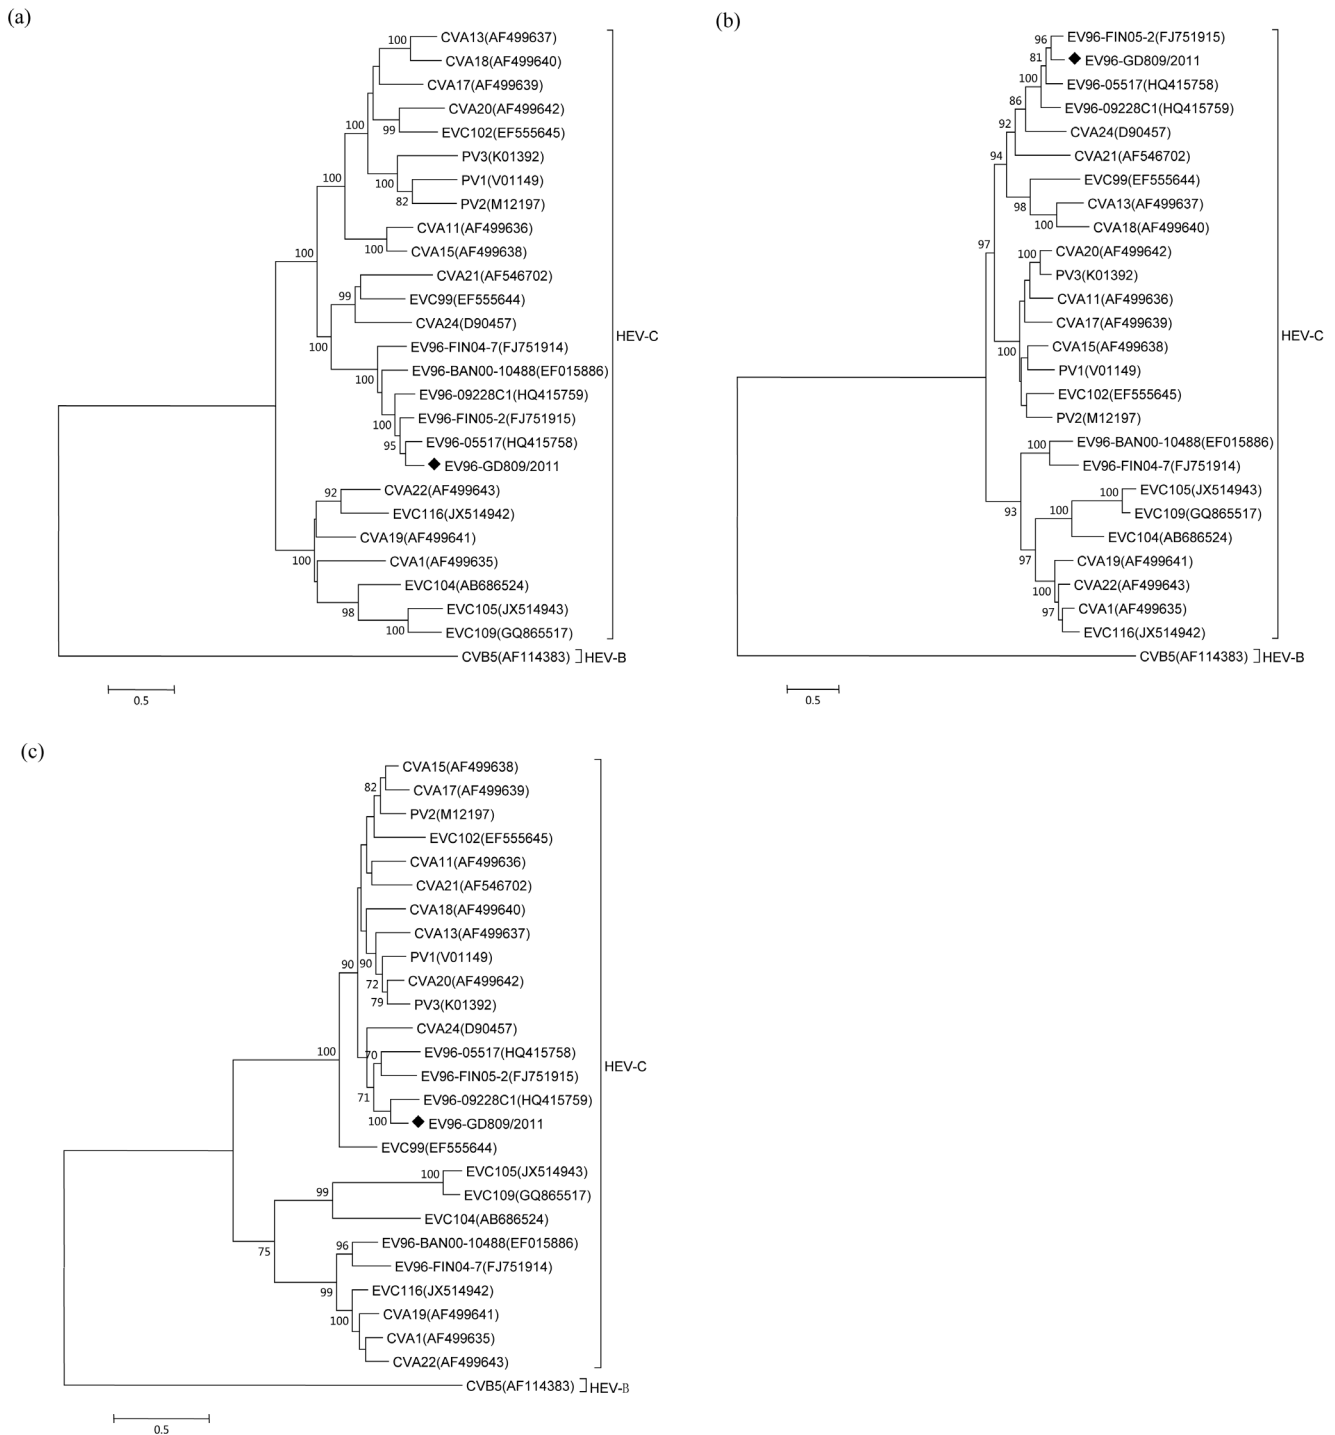 (a)
100 CVA13(AF499637)
CVA18(AF499640)
CVA17(AF499639)
CVA20(AF499642)
100
99 EVC102(EF555645)
PV3(K01392)
100 PV1(V01149)
100
82 PV2(M12197)
CVA11(AF499636)
100 CVA15(AF499638)
100
CVA21(AF546702)
99 EVC99(EF555644)
CVA24(D90457)
100 EV96-FIN04-7(FJ751914)
EV96-BAN00-10488(EF015886)
100
EV96-09228C1(HQ415759)
EV96-FIN05-2(FJ751915)
100
95 EV96-05517(HQ415758)
EV96-GD809/2011
92 CVA22(AF499643)
EVC116(JX514942)
CVA19(AF499641)
100 CVA1(AF499635)
EVC104(AB686524)
98 EVC105(JX514943)
100 EVC109(GQ865517)
HEV-C
CVB5(AF114383) HEV-B
0.5
(b)
96 EV96-FIN05-2(FJ751915)
81 EV96-GD809/2011
100 EV96-05517(HQ415758)
86 EV96-09228C1(HQ415759)
92 CVA24(D90457)
94 CVA21(AF546702)
EVC99(EF555644)
98 CVA13(AF499637)
100 CVA18(AF499640)
97
100 CVA20(AF499642)
PV3(K01392)
CVA11(AF499636)
CVA17(AF499639)
100 CVA15(AF499638)
PV1(V01149)
EVC102(EF555645)
PV2(M12197)
100 EV96-BAN00-10488(EF015886)
EV96-FIN04-7(FJ751914)
93
100 EVC105(JX514943)
100 EVC109(GQ865517)
EVC104(AB686524)
97 CVA19(AF499641)
100 CVA22(AF499643)
97 CVA1(AF499635)
EVC116(JX514942)
HEV-C
CVB5(AF114383) HEV-B
0.5
(c)
CVA15(AF499638)
82 CVA17(AF499639)
PV2(M12197)
EVC102(EF555645)
CVA11(AF499636)
CVA21(AF546702)
CVA18(AF499640)
CVA13(AF499637)
90 90 PV1(V01149)
72 CVA20(AF499642)
79 PV3(K01392)
CVA24(D90457)
100 70 EV96-05517(HQ415758)
EV96-FIN05-2(FJ751915)
71 EV96-09228C1(HQ415759)
100 EV96-GD809/2011
EVC99(EF555644)
100 EVC105(JX514943)
99 EVC109(GQ865517)
EVC104(AB686524)
75
96 EV96-BAN00-10488(EF015886)
EV96-FIN04-7(FJ751914)
99 EVC116(JX514942)
100 CVA19(AF499641)
CVA1(AF499635)
CVA22(AF499643)
HEV-C
CVB5(AF114383) HEV-B
0.5